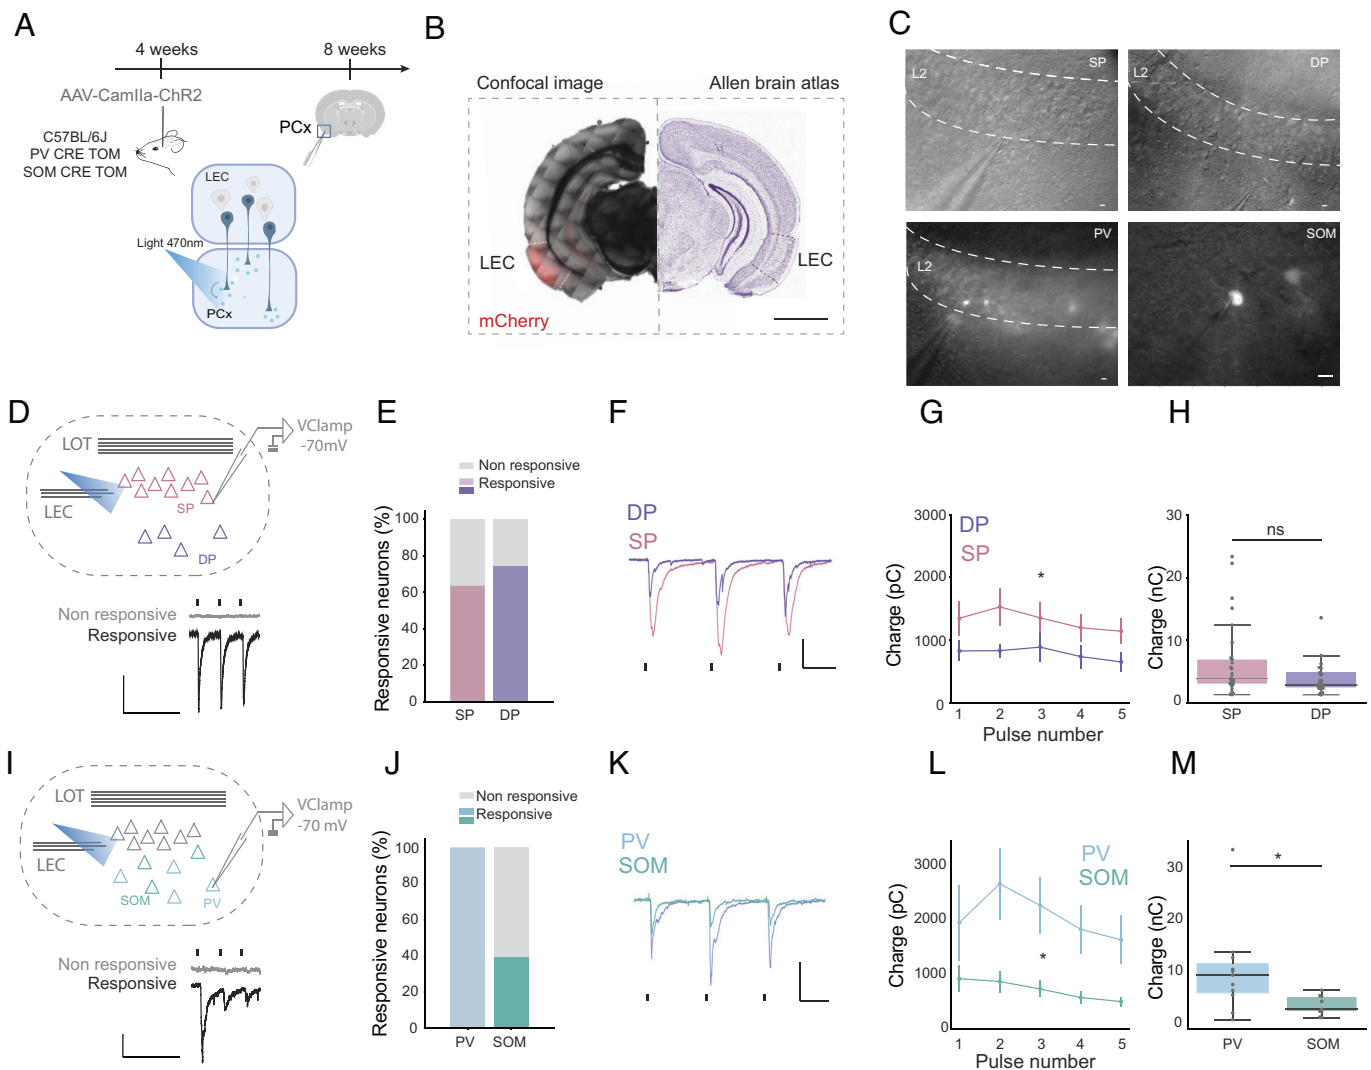 A
4 weeks
8 weeks
AAV-CamIIa-ChR2
C57BL/6J
PV CRE TOM
SOM CRE TOM
PCx
LEC
Light 470nm
PCx
B
Confocal image
Allen brain atlas
LEC
LEC
mCherry
C
L2
SP
L2
DP
L2
PV
SOM
D
LOT
VClamp
-70mV
LEC
SP
DP
Non responsive
Responsive
E
Non responsive
Responsive
Responsive neurons (%)
100
80
60
40
20
0
SP
DP
F
DP
SP
G
DP
SP
Charge (pC)
3000
2000
1000
0
1
2
3
4
5
Pulse number
*
H
ns
Charge (nC)
30
20
10
0
SP
DP
I
LOT
VClamp
-70 mV
LEC
SOM
PV
Non responsive
Responsive
J
Non responsive
Responsive
Responsive neurons (%)
100
80
60
40
20
0
PV
SOM
K
PV
SOM
L
PV
SOM
Charge (pC)
3000
2000
1000
0
1
2
3
4
5
Pulse number
*
M
*
Charge (nC)
30
20
10
0
PV
SOM